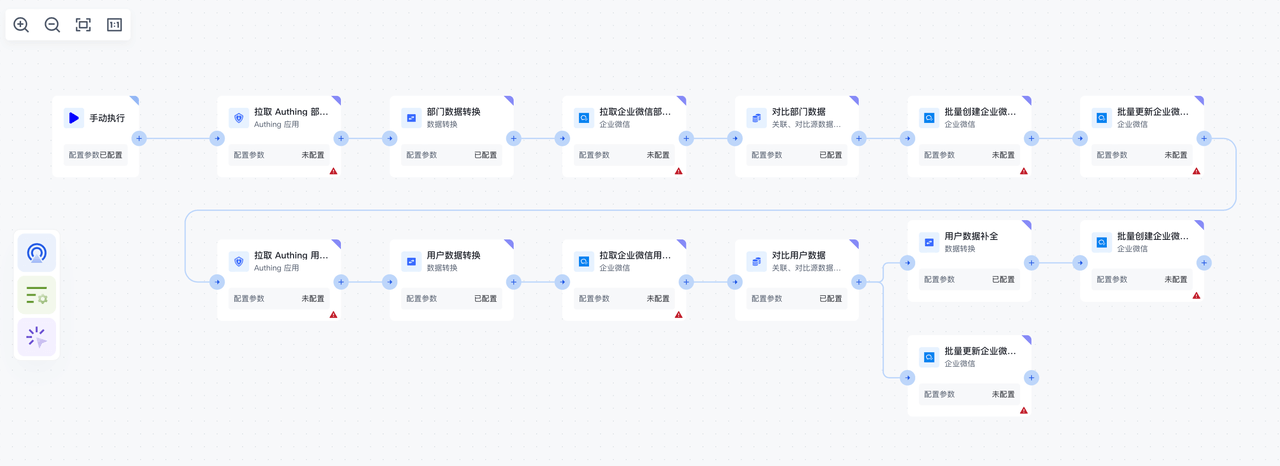 1:1
手动执行
配置参数已配置
拉取 Authing 部...
Authing 应用
配置参数 未配置
部门数据转换
数据转换
配置参数 已配置
拉取企业微信部...
企业微信
配置参数 未配置
对比部门数据
关联、对比源数据...
配置参数 已配置
批量创建企业微...
企业微信
配置参数 未配置
批量更新企业微...
企业微信
配置参数 未配置
拉取 Authing 用...
Authing 应用
配置参数 未配置
用户数据转换
数据转换
配置参数 已配置
拉取企业微信用...
企业微信
配置参数 未配置
对比用户数据
关联、对比源数据...
配置参数 已配置
用户数据补全
数据转换
配置参数 已配置
批量创建企业微...
企业微信
配置参数 未配置
批量更新企业微...
企业微信
配置参数 未配置